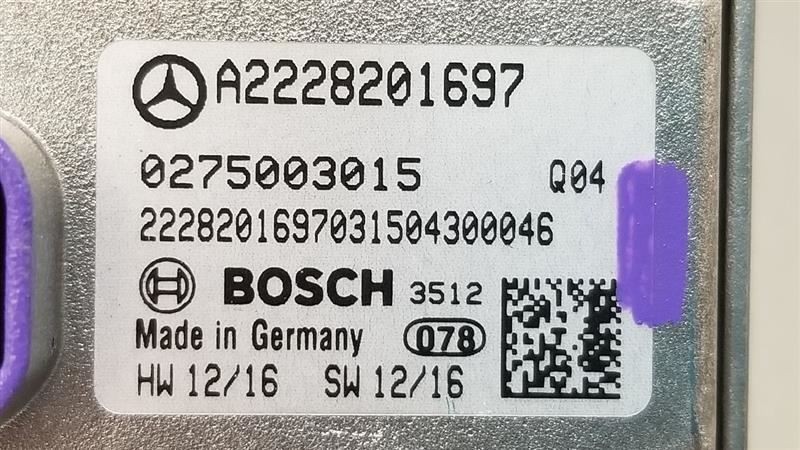 A2228201697
0275003015 Q04
2228201697031504300046
BOSCH 3512
Made in Germany 078
HW 12/16 SW 12/16